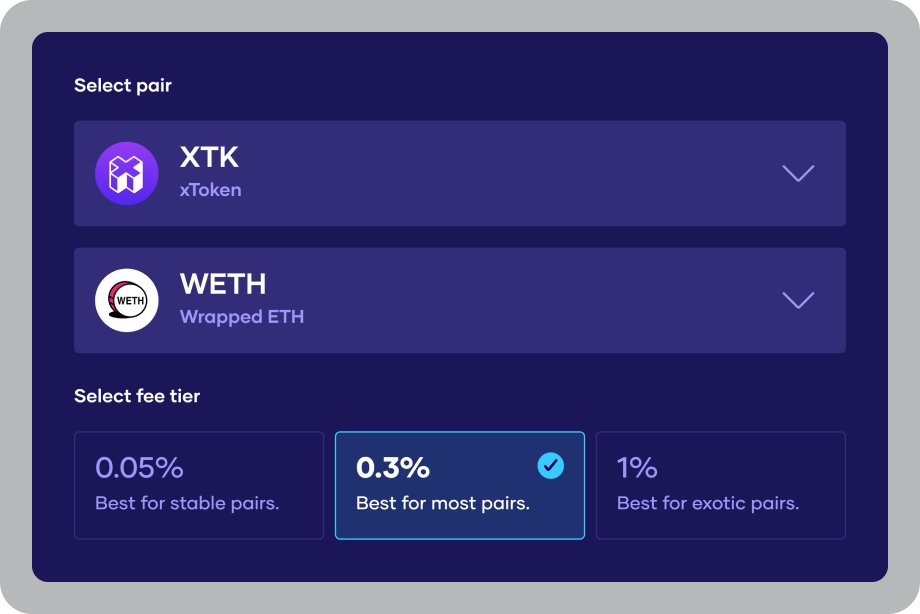 Select pair
XTK
xToken
WETH
WETH
Wrapped ETH
Select fee tier
0.05%
Best for stable pairs.
0.3%
Best for most pairs.
1%
Best for exotic pairs.